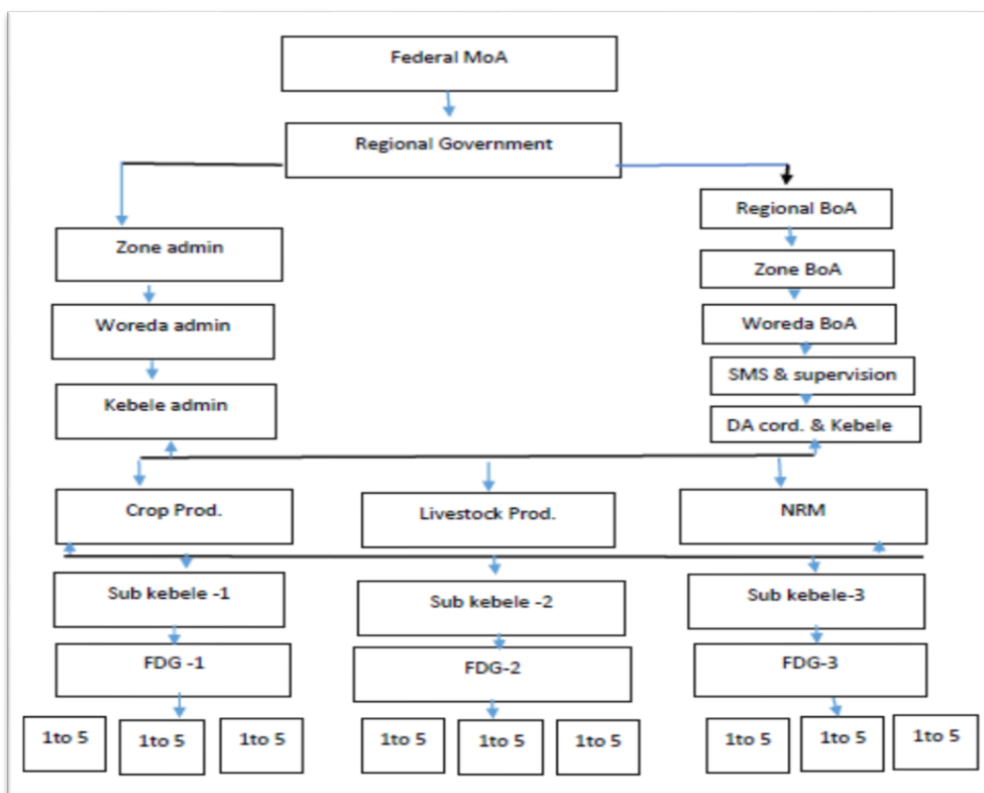 Federal MoA
Regional Government
Regional BoA
Zone admin
Zone BoA
Woreda admin
Woreda BoA
SMS & supervision
Kebele admin
DA cord. & Kebele
Crop Prod.
Livestock Prod.
NRM
Sub kebele -1
Sub kebele -2
Sub kebele-3
FDG -1
FDG-2
FDG-3
1to 5
1to 5
1to 5
1to 5
1to 5
1to 5
1to 5
1to 5
1to 5